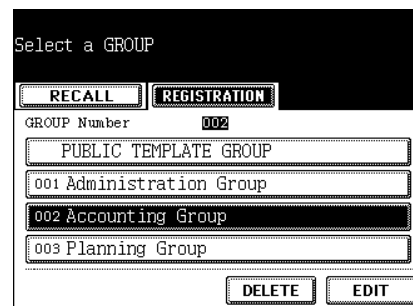 Select a GROUP
RECALL REGISTRATION
GROUP Number 002
PUBLIC TEMPLATE GROUP
001 Administration Group
002 Accounting Group
003 Planning Group
DELETE EDIT